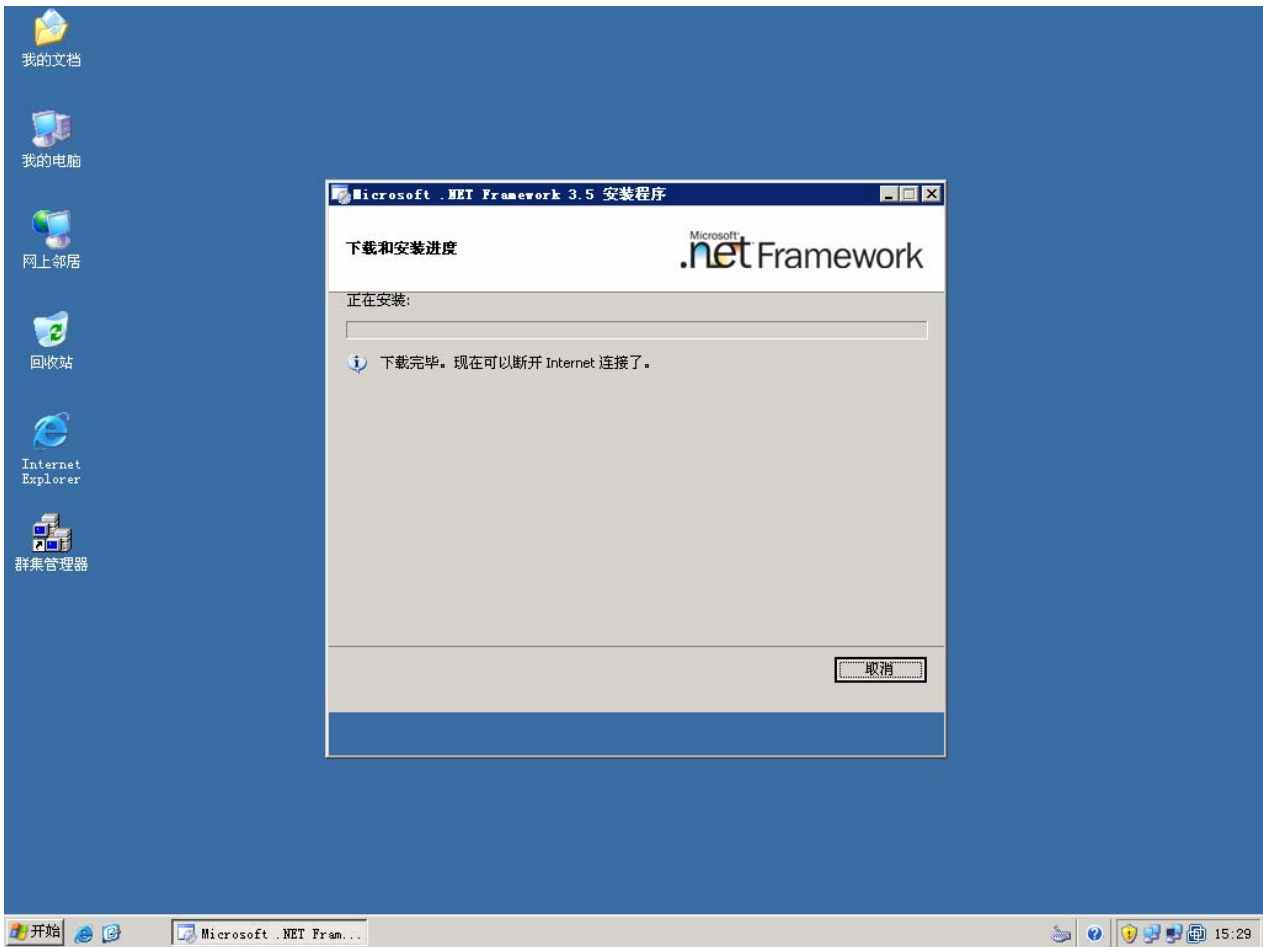 我的文档
我的电脑
网上邻居
回收站
Internet
Explorer
群集管理器
Microsoft .NET Framework 3.5 安装程序
下载和安装进度
Microsoft
.net Framework
正在安装:
下载完毕。现在可以断开 Internet 连接了。
取消
开始
Microsoft .NET Fram...
15:29